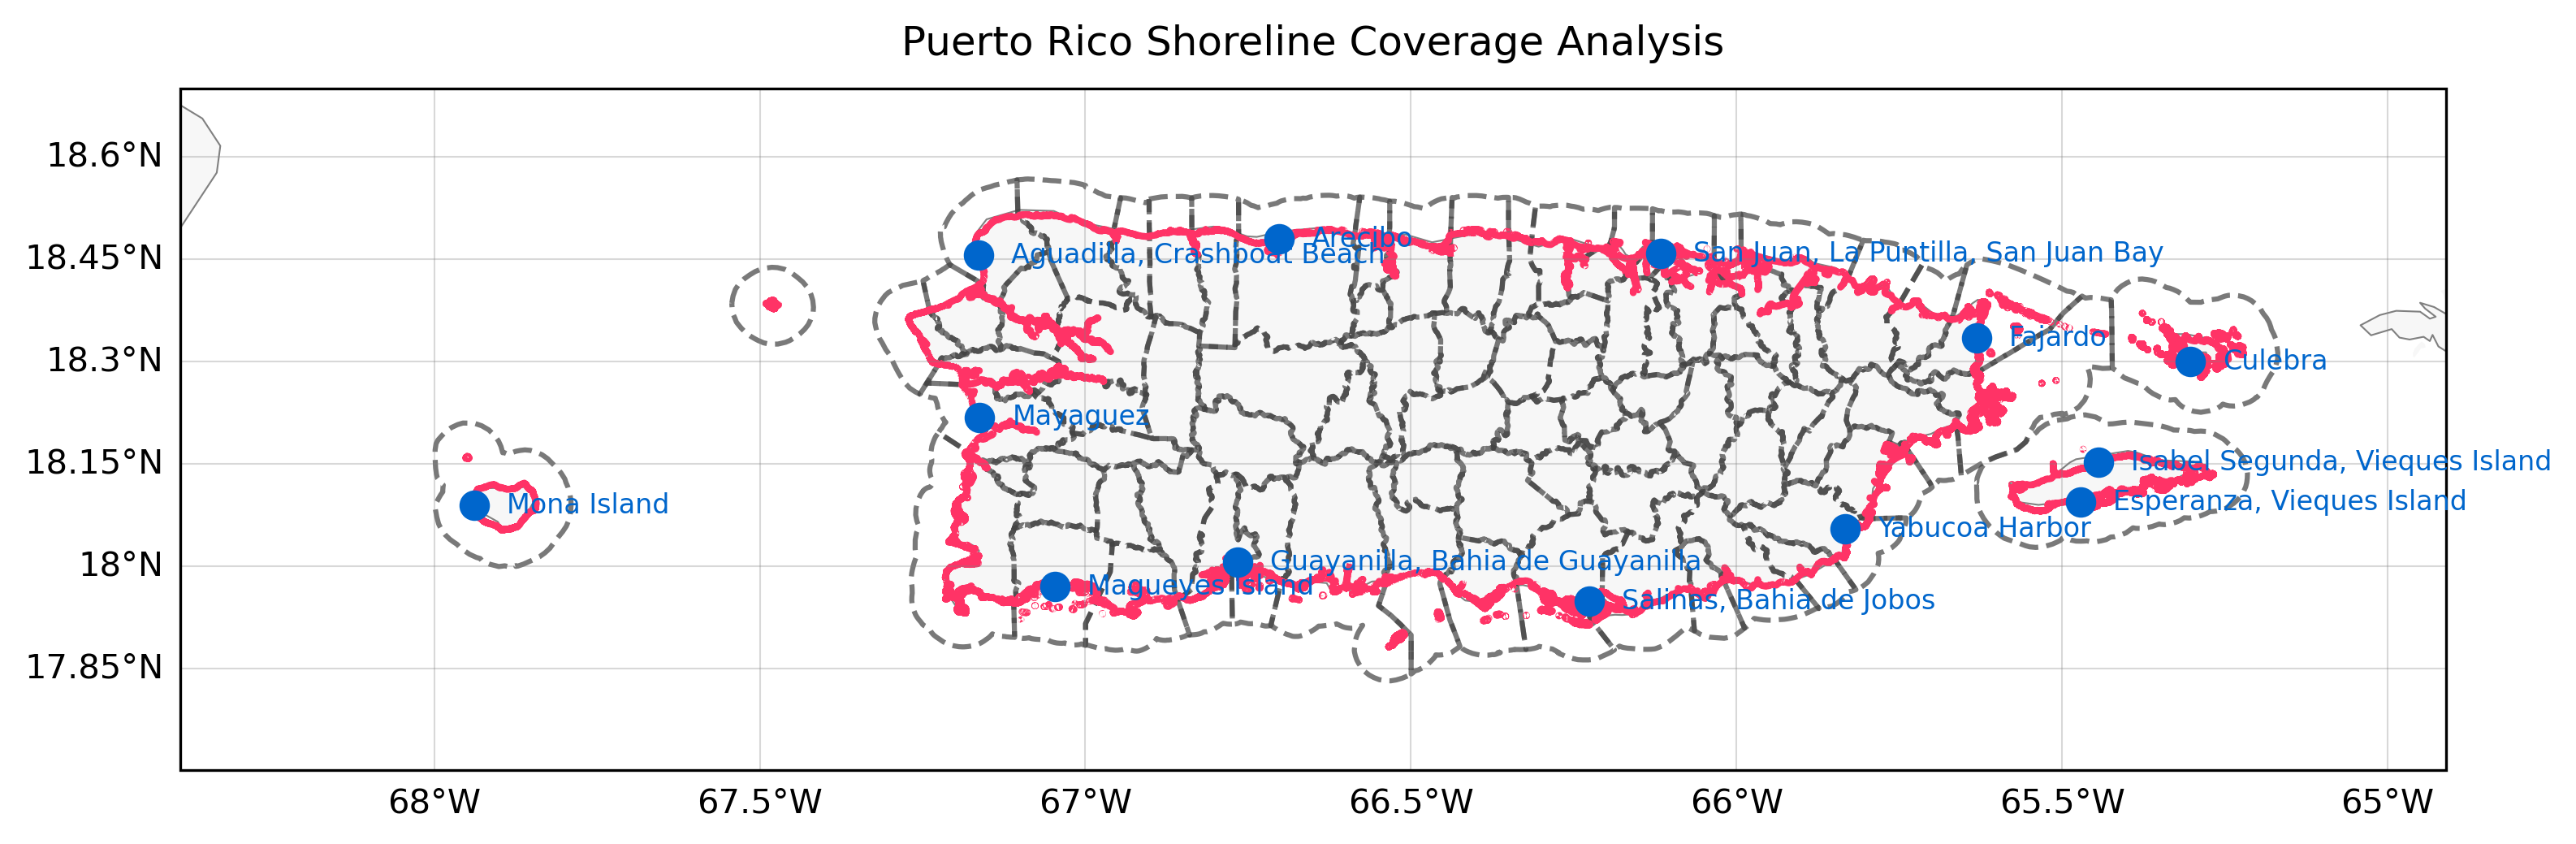 Puerto Rico Shoreline Coverage Analysis
18.6°N
18.45°N
18.3°N
18.15°N
18°N
17.85°N
Arecibo
Aguadilla, Crashboat Beach
San Juan, La Puntilla, San Juan Bay
Fajardo
Culebra
Mayaguez
Isabel Segunda, Vieques Island
Mona Island
Esperanza, Vieques Island
Yabucoa Harbor
Guayanilla, Bahia de Guayanilla
Magueyes Island
Salinas, Bahia de Jobos
68°W
67.5°W
67°W
66.5°W
66°W
65.5°W
65°W